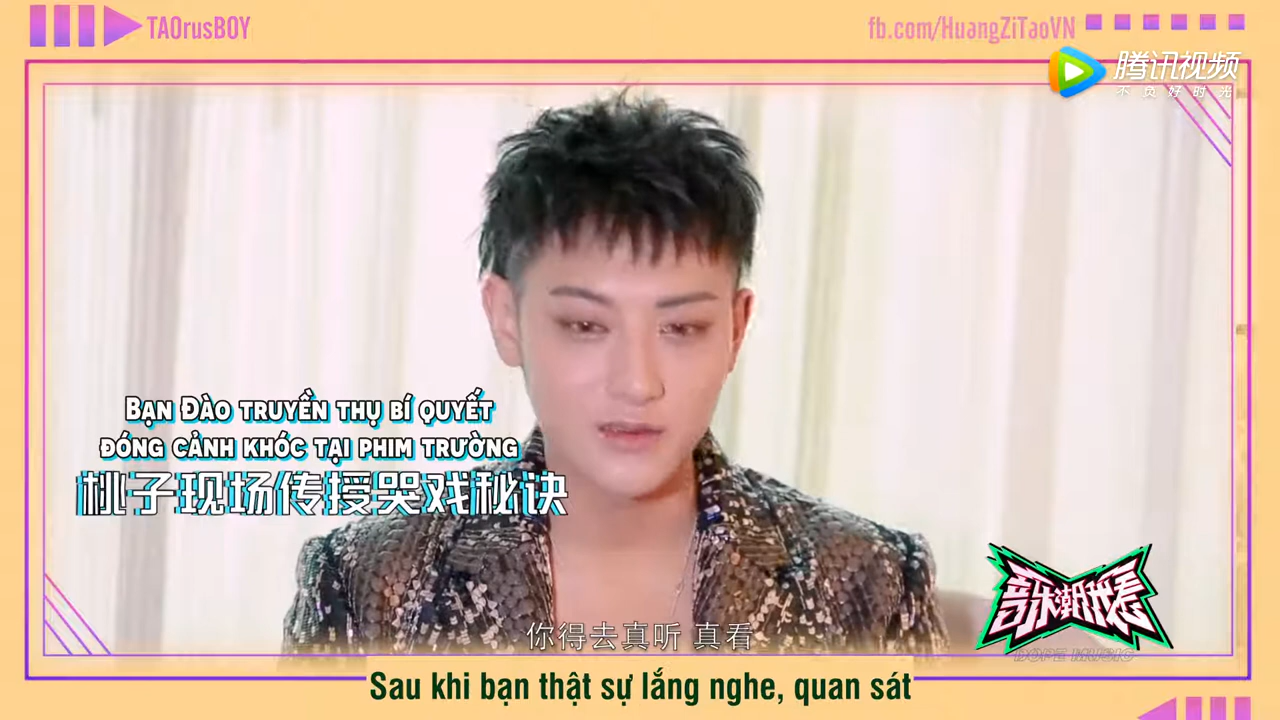 TAOrusBOY
fb.com/HuangZiTaoVN
腾讯视频
不负好时光
BẠN ĐÀO TRUYỀN THỤ BÍ QUYẾT
ĐÓNG CẢNH KHÓC TẠI PHIM TRƯỜNG
桃子现场传授哭戏秘诀
DOPE MUSIC
你得去真听 真看
Sau khi bạn thật sự lắng nghe, quan sát